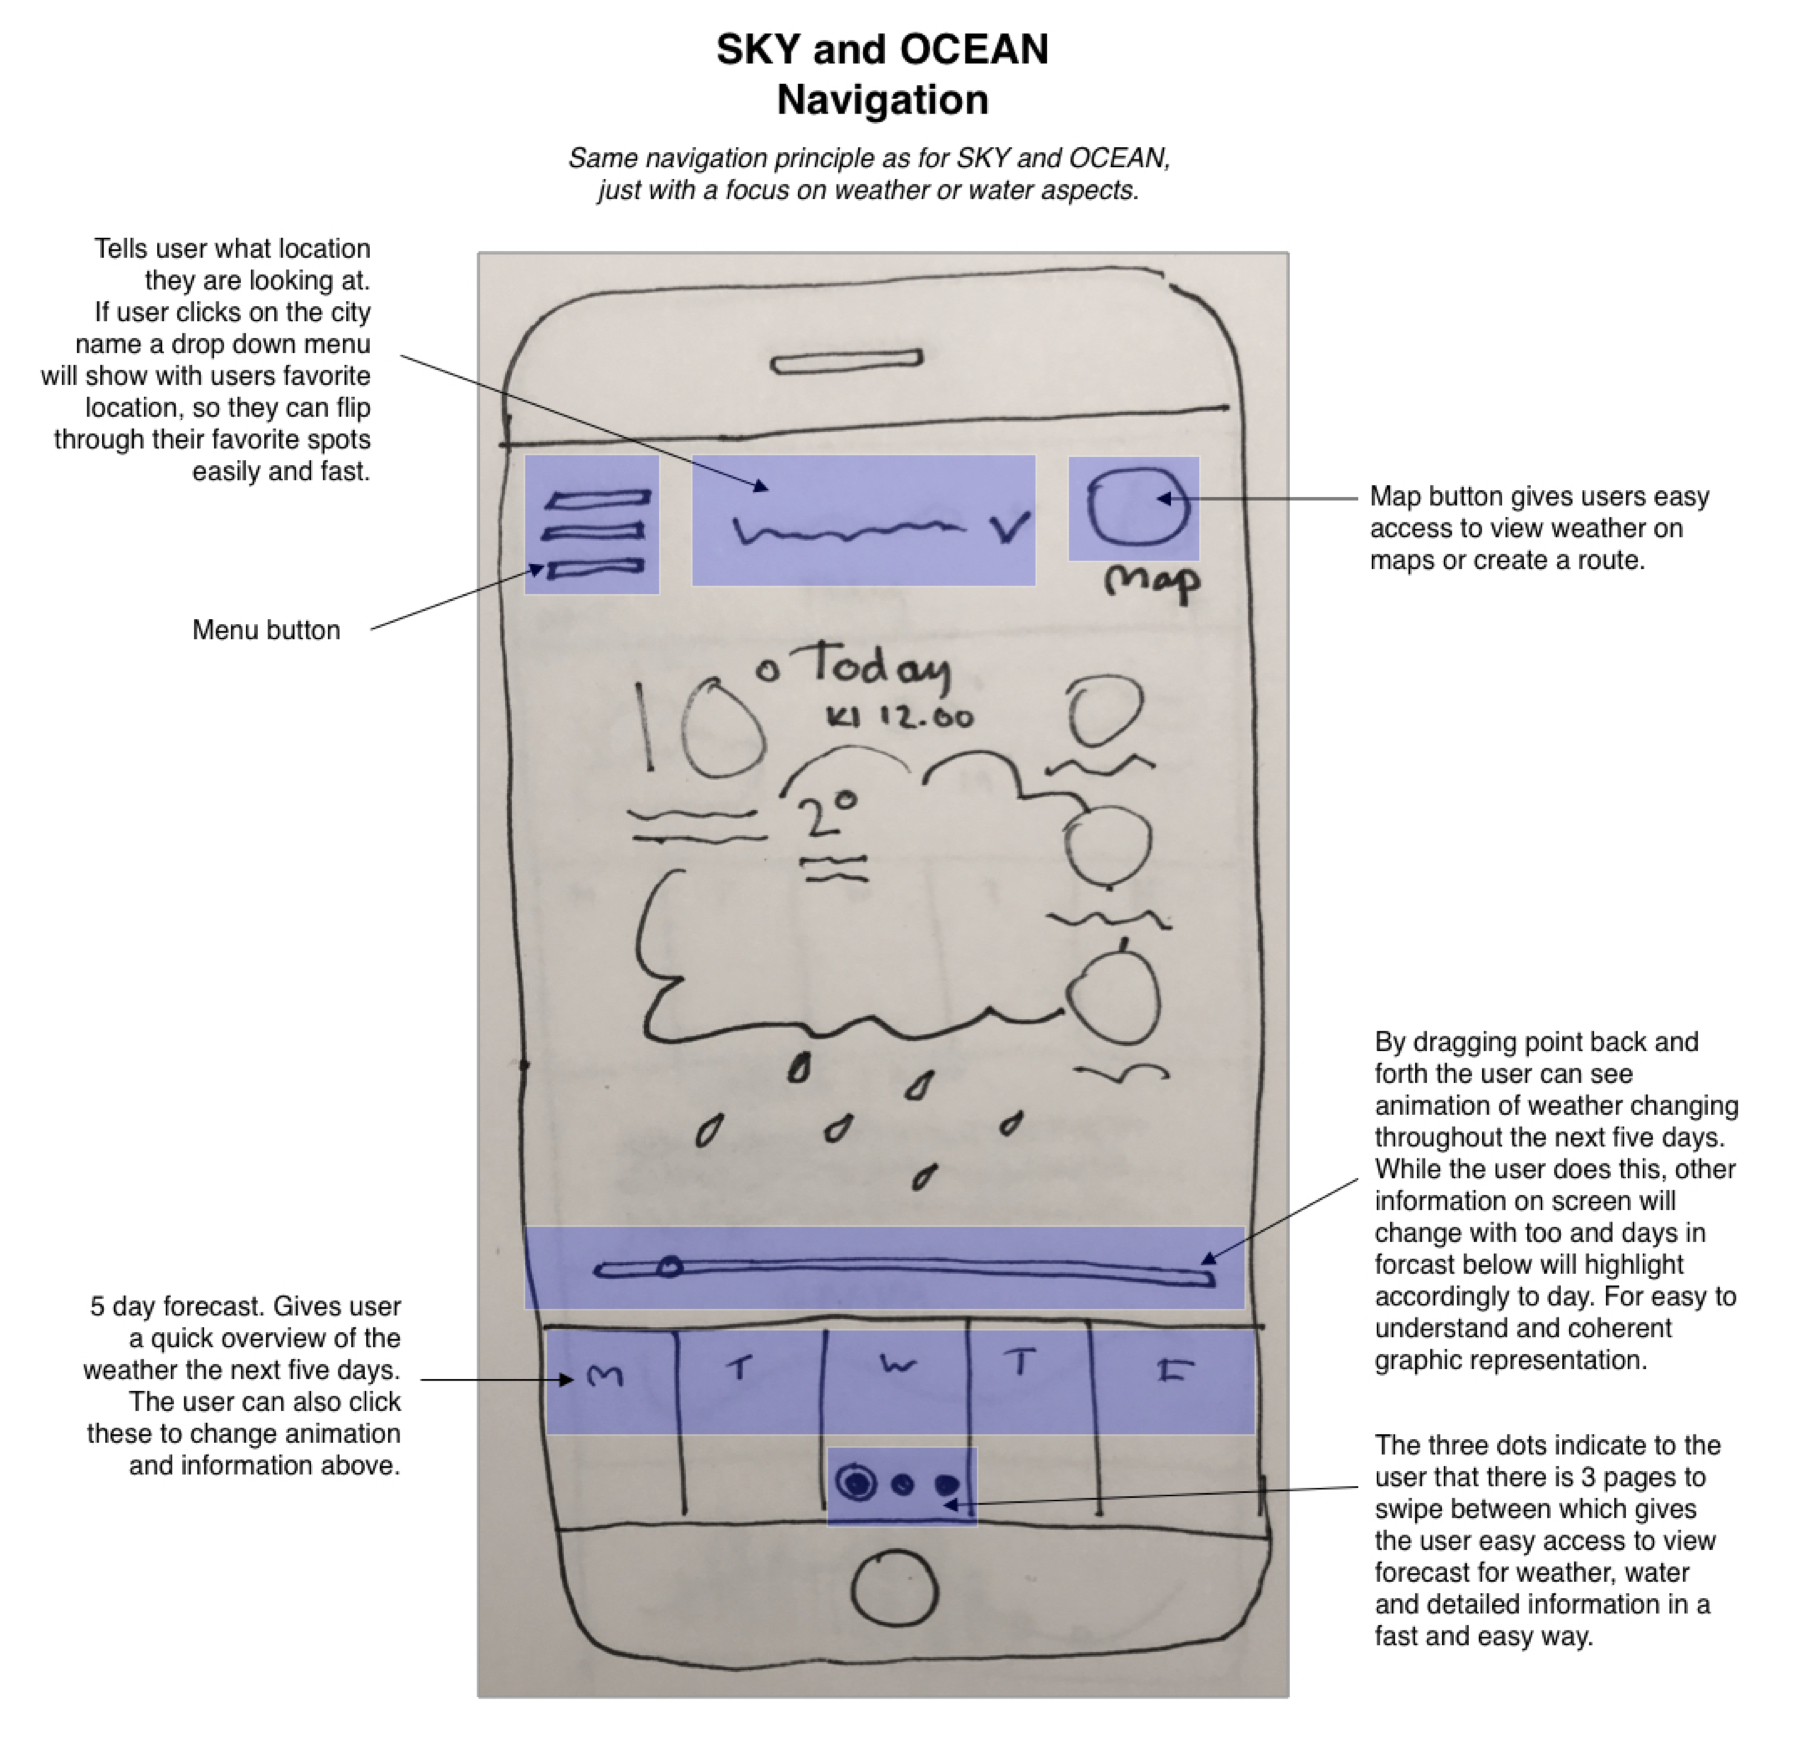 SKY and OCEAN
Navigation
Same navigation principle as for SKY and OCEAN,
just with a focus on weather or water aspects.
Tells user what location
they are looking at.
If user clicks on the city
name a drop down menu
will show with users favorite
location, so they can flip
through their favorite spots
easily and fast.
Menu button
Map button gives users easy
access to view weather on
maps or create a route.
Map
Today
Kl 12.00
10
2°
By dragging point back and
forth the user can see
animation of weather changing
throughout the next five days.
While the user does this, other
information on screen will
change with too and days in
forcast below will highlight
accordingly to day. For easy to
understand and coherent
graphic representation.
5 day forecast. Gives user
a quick overview of the
weather the next five days.
The user can also click
these to change animation
and information above.
M T W T F
The three dots indicate to the
user that there is 3 pages to
swipe between which gives
the user easy access to view
forecast for weather, water
and detailed information in a
fast and easy way.